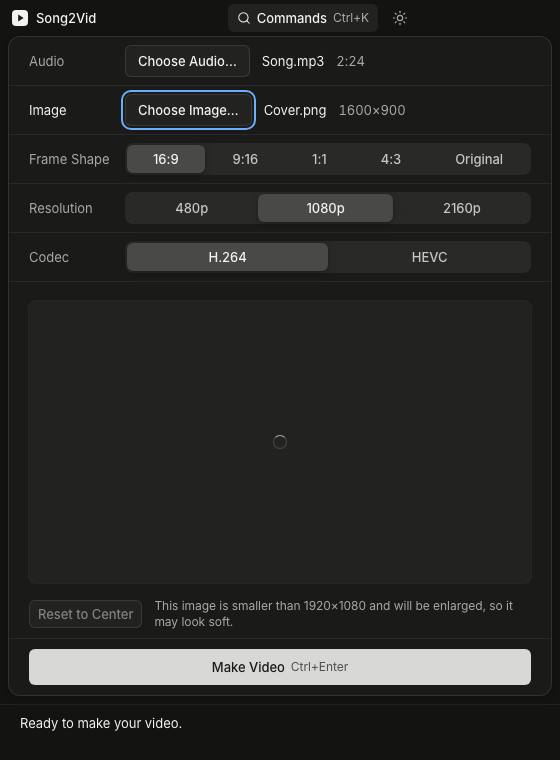 Song2Vid
Commands Ctrl+K
Audio
Choose Audio...
Song.mp3 2:24
Image
Choose Image...
Cover.png 1600×900
Frame Shape
16:9 9:16 1:1 4:3 Original
Resolution
480p 1080p 2160p
Codec
H.264 HEVC
Reset to Center
This image is smaller than 1920×1080 and will be enlarged, so it
may look soft.
Make Video Ctrl+Enter
Ready to make your video.